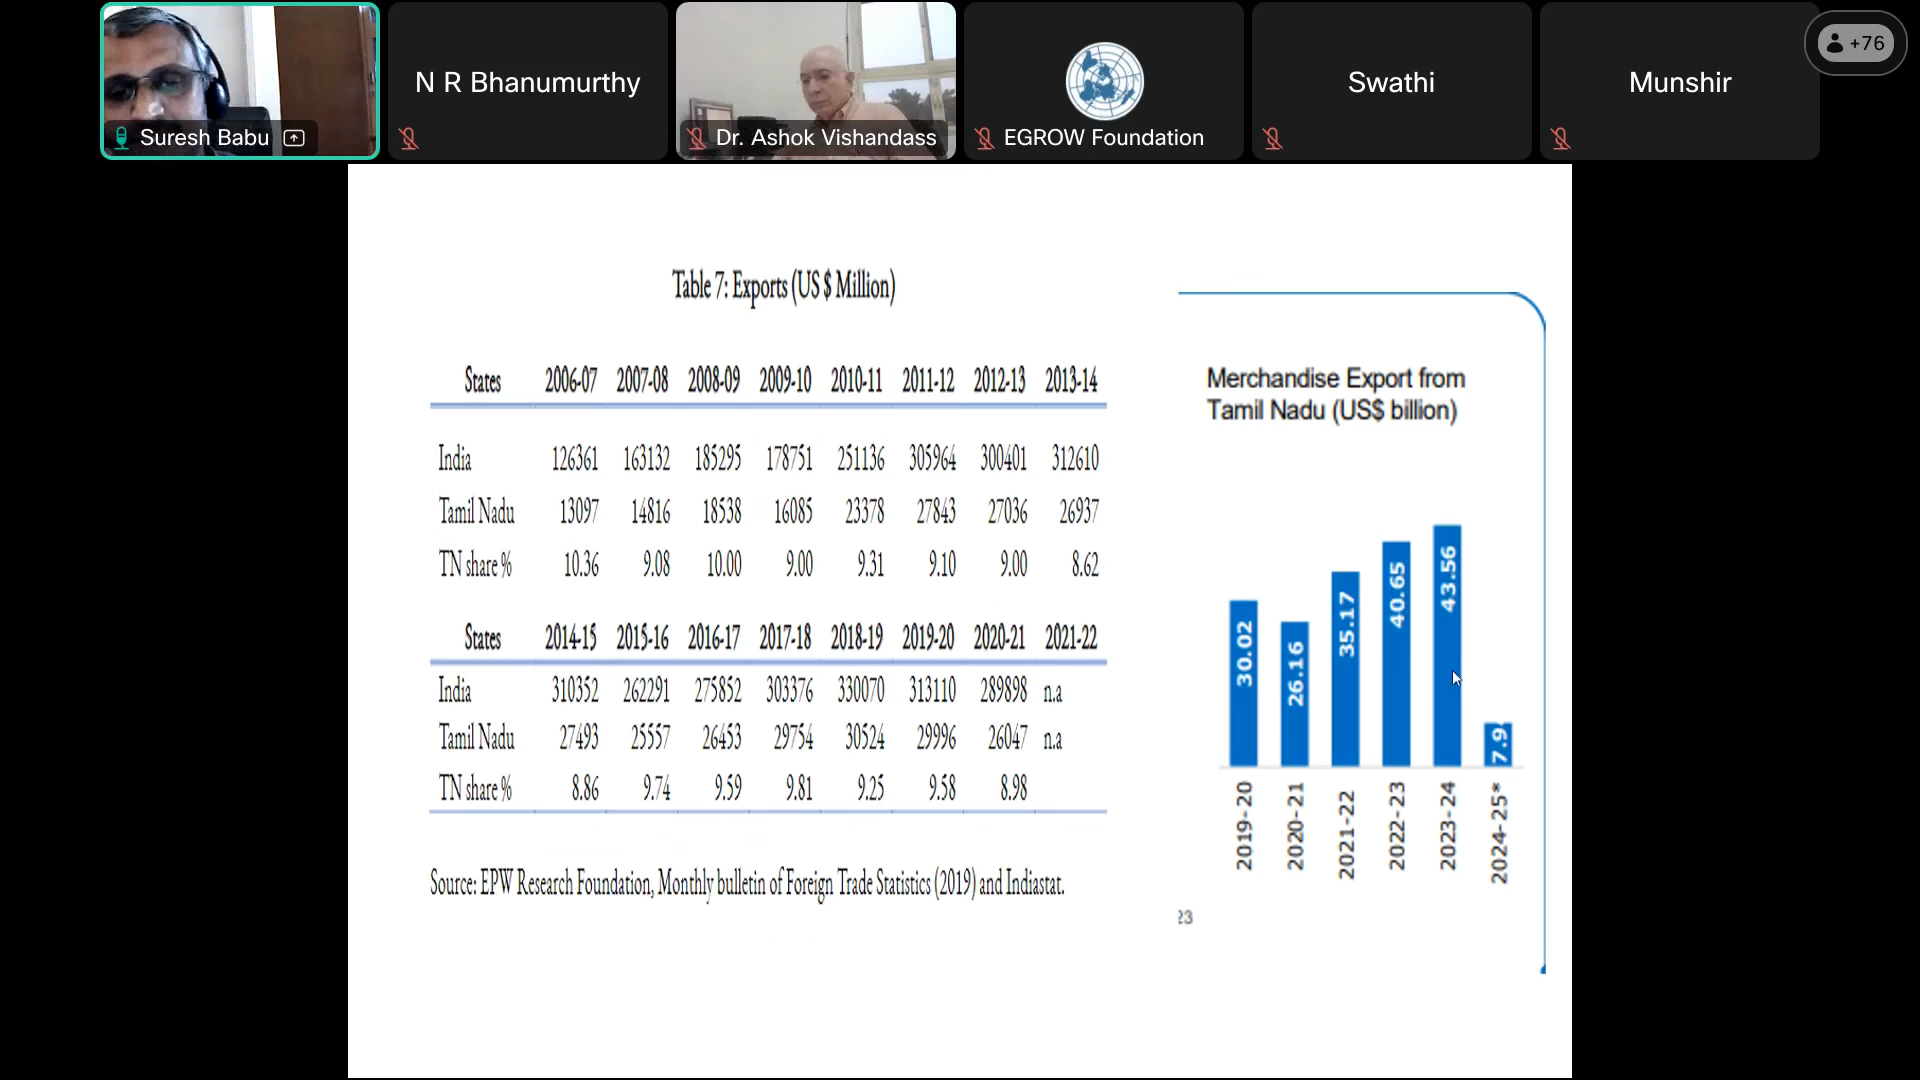 Suresh Babu
N R Bhanumurthy
Dr. Ashok Vishandass
EGROW Foundation
Swathi
Munshir
+76
Table 7: Exports (US $ Million)
States 2006-07 2007-08 2008-09 2009-10 2010-11 2011-12 2012-13 2013-14
India 126361 163132 185295 178751 251136 305964 300401 312610
Tamil Nadu 13097 14816 18538 16085 23378 27843 27036 26937
TN share % 10.36 9.08 10.00 9.00 9.31 9.10 9.00 8.62
States 2014-15 2015-16 2016-17 2017-18 2018-19 2019-20 2020-21 2021-22
India 310352 262291 275852 303376 330070 313110 289898 n.a
Tamil Nadu 27493 25557 26453 29754 30524 29996 26047 n.a
TN share % 8.86 9.74 9.59 9.81 9.25 9.58 8.98
Source: EPW Research Foundation, Monthly bulletin of Foreign Trade Statistics (2019) and Indiastat.
Merchandise Export from
Tamil Nadu (US$ billion)
30.02 26.16 35.17 40.65 43.56 7.9
2019-20 2020-21 2021-22 2022-23 2023-24 2024-25*
23